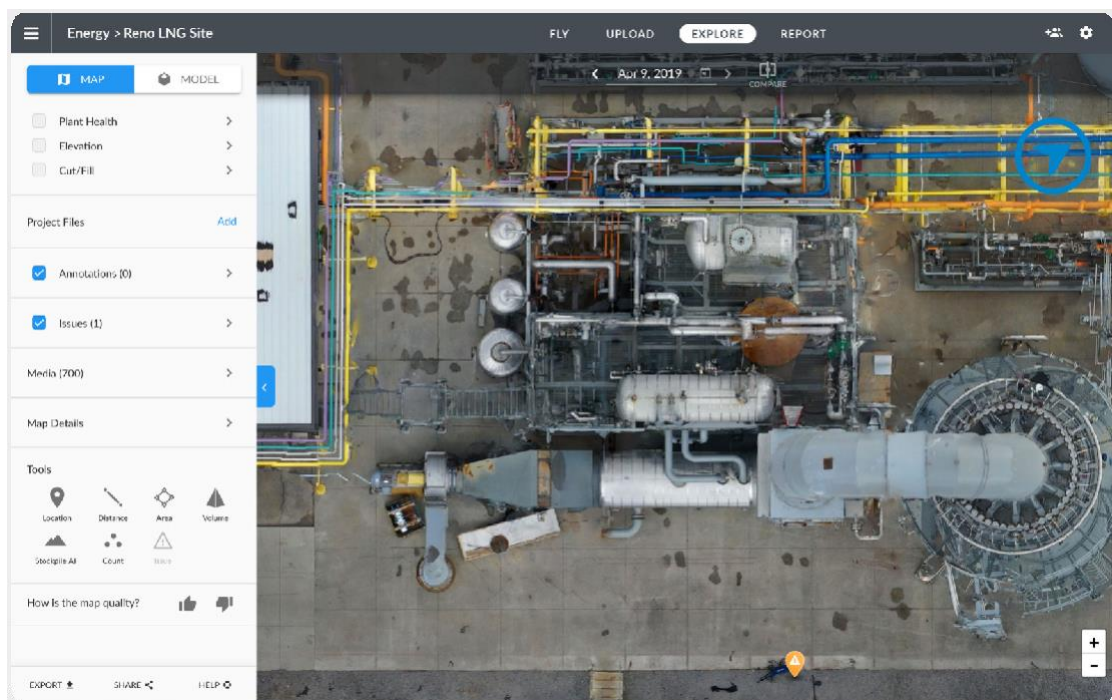 Energy > Reno LNG Site
FLY UPLOAD EXPLORE REPORT
MAP MODEL
Apr 9, 2019
COMPARE
Plant Health
Elevation
Cut/Fill
Project Files Add
Annotations (0)
Issues (1)
Media (700)
Map Details
Tools
Location Distance Area Volume
Stockpile AI Count Issue
How is the map quality?
EXPORT SHARE HELP